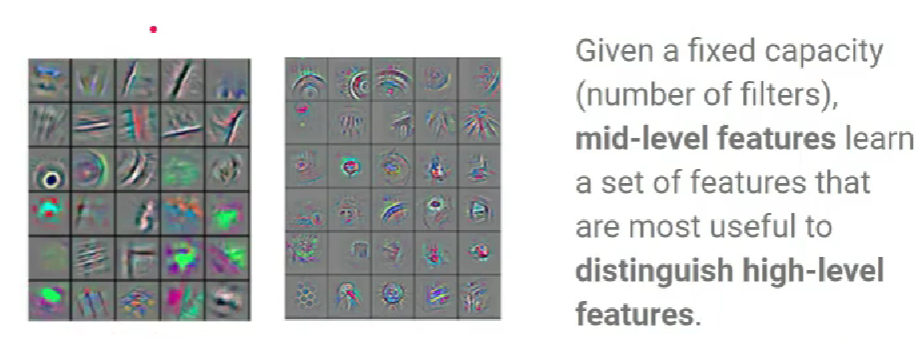 Given a fixed capacity
(number of filters),
mid-level features learn
a set of features that
are most useful to
distinguish high-level
features.